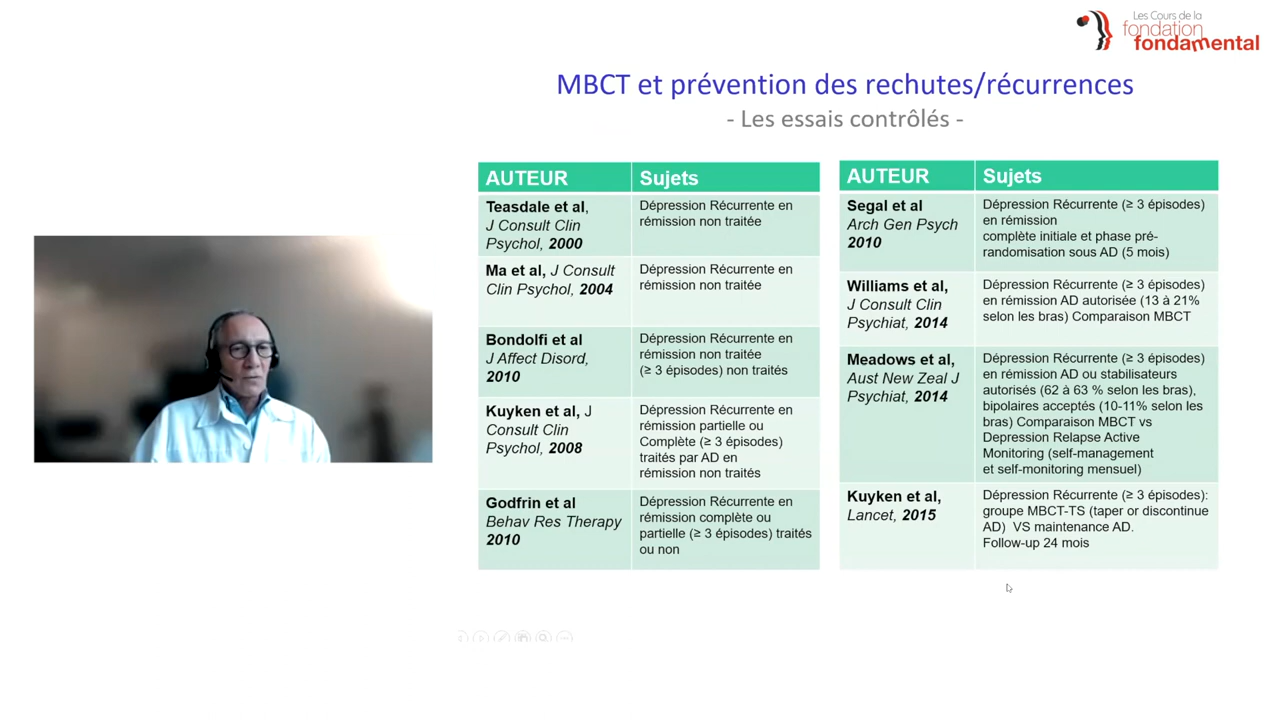 Les Cours de la
fondation
fondamental
MBCT et prévention des rechutes/récurrences
- Les essais contrôlés -
AUTEUR
Sujets
Teasdale et al,
J Consult Clin
Psychol, 2000
Dépression Récurrente en
rémission non traitée
Ma et al, J Consult
Clin Psychol, 2004
Dépression Récurrente en
rémission non traitée
Bondolfi et al
J Affect Disord,
2010
Dépression Récurrente en
rémission non traitée
(≥ 3 épisodes) non traités
Kuyken et al, J
Consult Clin
Psychol, 2008
Dépression Récurrente en
rémission partielle ou
Complète (≥ 3 épisodes)
traités par AD en
rémission non traités
Godfrin et al
Behav Res Therapy
2010
Dépression Récurrente en
rémission complète ou
partielle (≥ 3 épisodes) traités
ou non
AUTEUR
Sujets
Segal et al
Arch Gen Psych
2010
Dépression Récurrente (≥ 3 épisodes)
en rémission
complète initiale et phase pré-
randomisation sous AD (5 mois)
Williams et al,
J Consult Clin
Psychiat, 2014
Dépression Récurrente (≥ 3 épisodes)
en rémission AD autorisée (13 à 21%
selon les bras) Comparaison MBCT
Meadows et al,
Aust New Zeal J
Psychiat, 2014
Dépression Récurrente (≥ 3 épisodes)
en rémission AD ou stabilisateurs
autorisés (62 à 63 % selon les bras),
bipolaires acceptés (10-11% selon les
bras) Comparaison MBCT vs
Depression Relapse Active
Monitoring (self-management
et self-monitoring mensuel)
Kuyken et al,
Lancet, 2015
Dépression Récurrente (≥ 3 épisodes):
groupe MBCT-TS (taper or discontinue
AD) VS maintenance AD.
Follow-up 24 mois